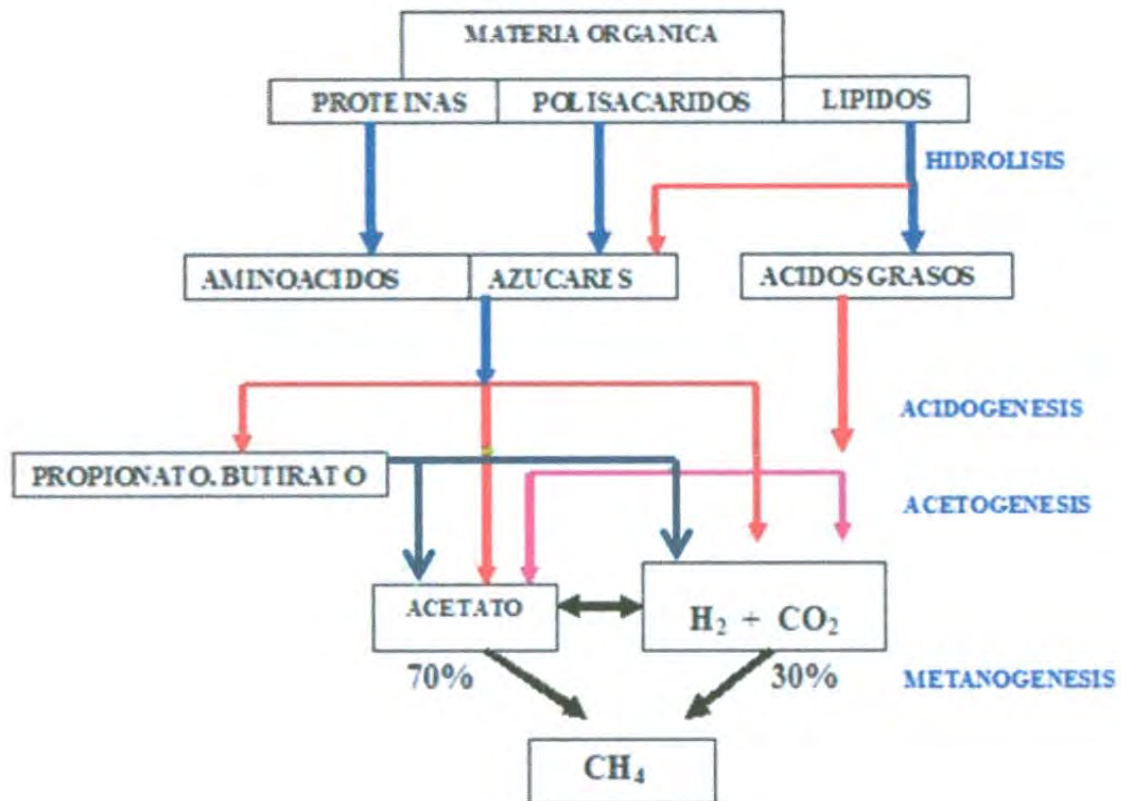 MATERIA ORGANICA
PROTEINAS POLISACARIDOS LIPIDOS
HIDROLISIS
AMINOACIDOS AZUCARES ACIDOS GRASOS
ACIDOGENESIS
PROPIONATO.BUTIRATO
ACETOGENESIS
ACETATO
H₂ + CO₂
70% 30% METANOGENESIS
CH₄